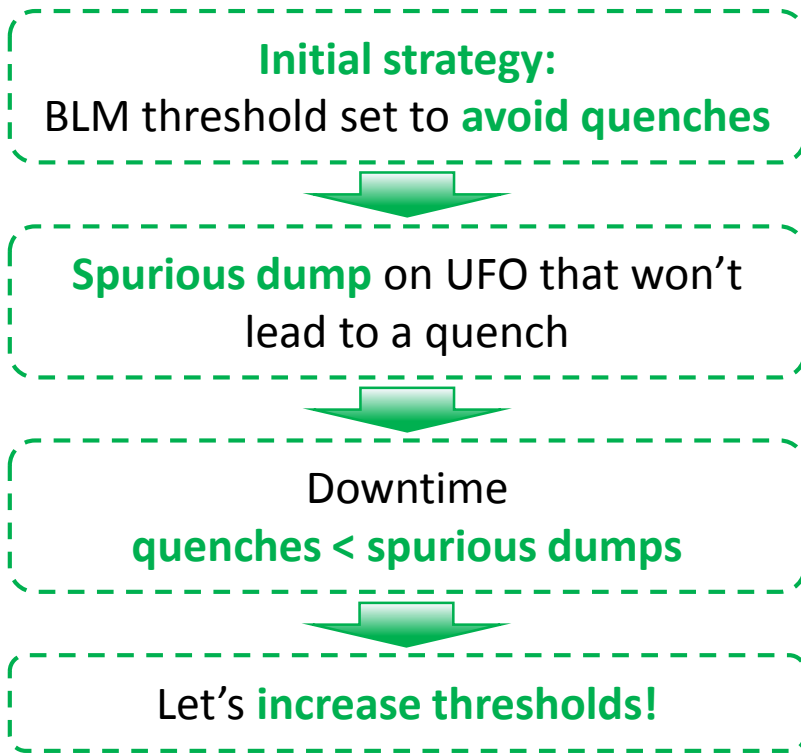 Initial strategy:
BLM threshold set to avoid quenches
Spurious dump on UFO that won’t
lead to a quench
Downtime
quenches < spurious dumps
Let’s increase thresholds!